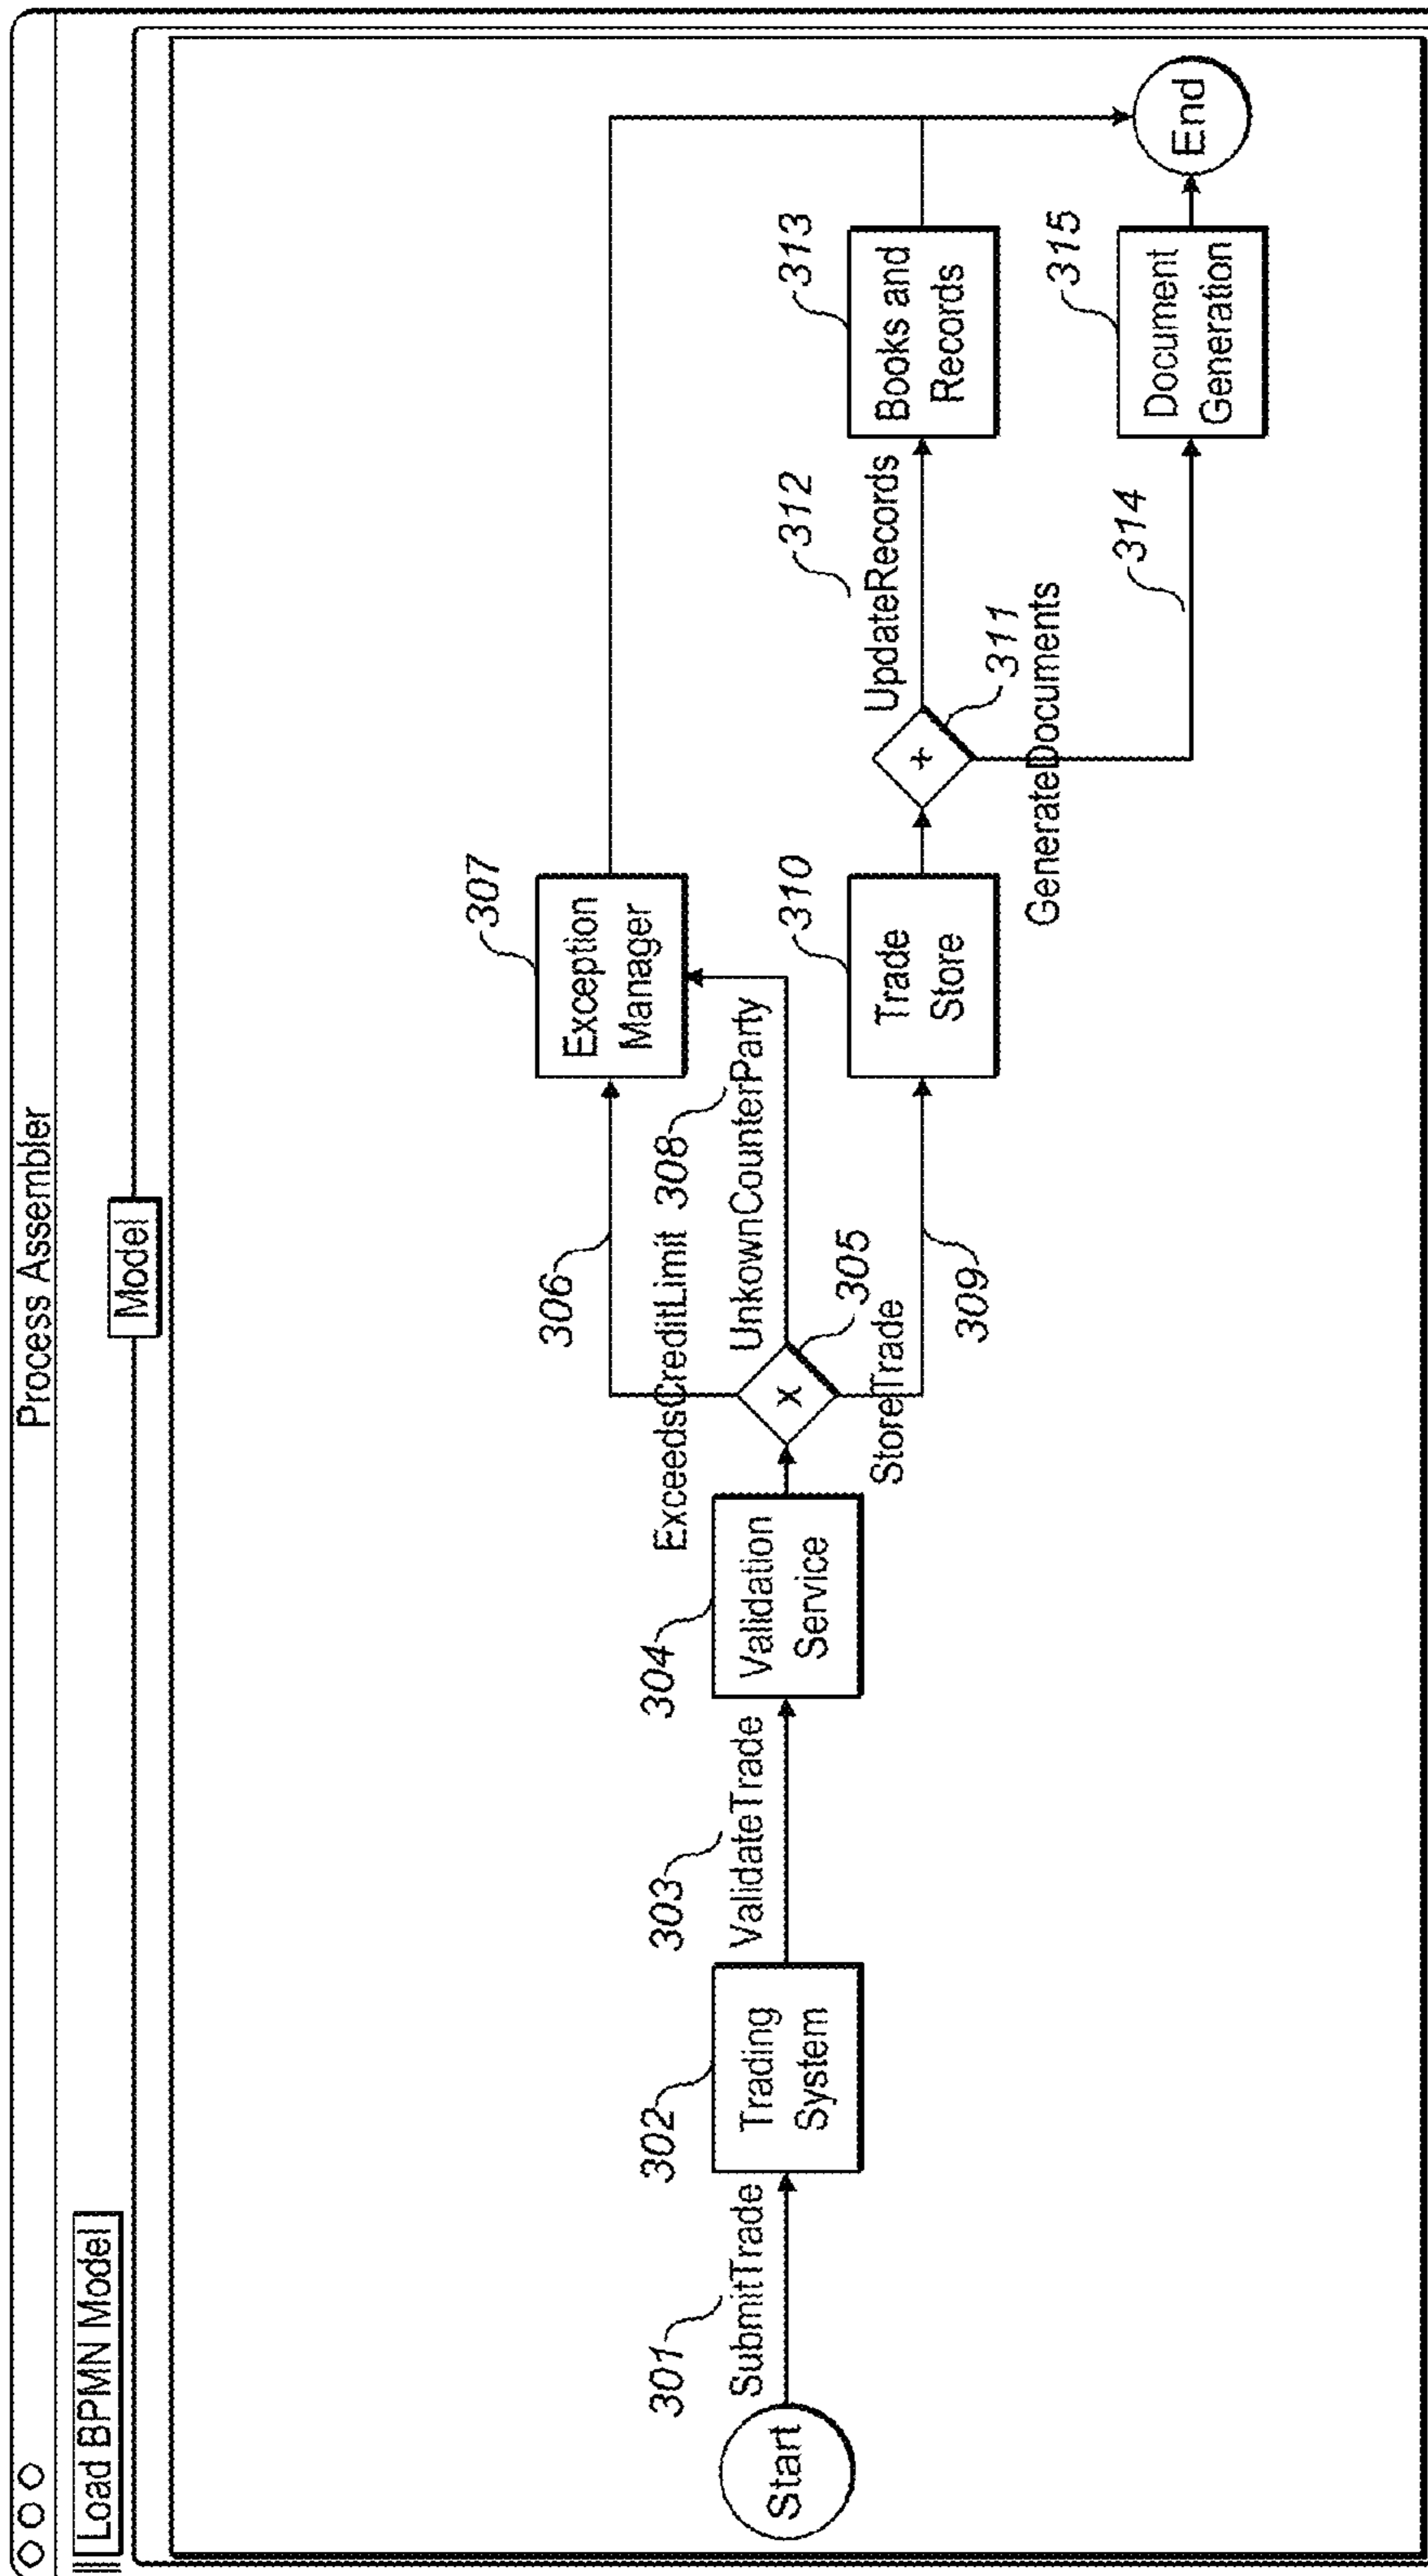 Process Assembler
Load BPMN Model
Model
Start
301
SubmitTrade
302
Trading
System
303
ValidateTrade
304
Validation
Service
305
x
306
ExceedsCreditLimit
307
Exception
Manager
308
UnkownCounterParty
StoreTrade
309
310
Trade
Store
311
+
312
UpdateRecords
313
Books and
Records
GenerateDocuments
314
315
Document
Generation
End